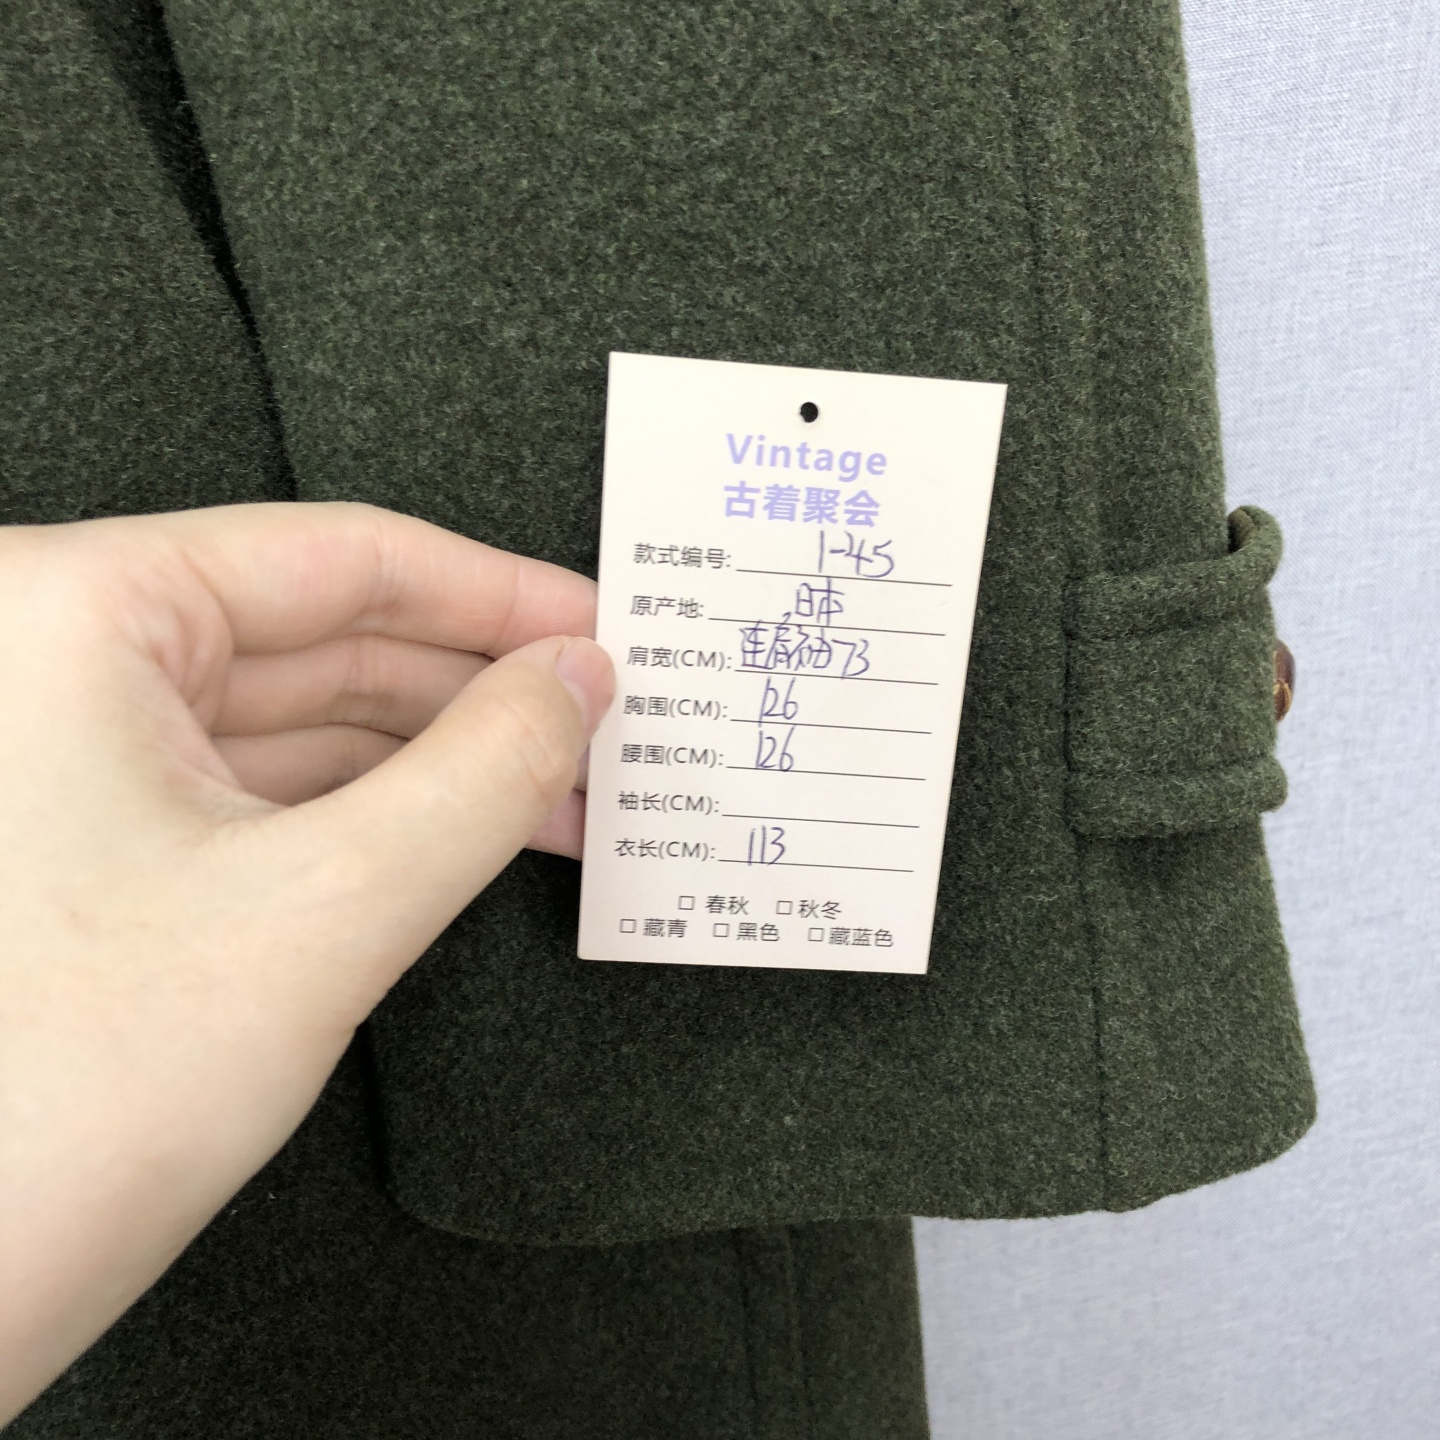 Vintage
古着聚会
款式编号: 1-45
原产地: 日本
肩宽(CM): 连肩袖73
胸围(CM): 126
腰围(CM): 126
袖长(CM):
衣长(CM): 113
□ 春秋 □ 秋冬
□ 藏青 □ 黑色 □ 藏蓝色